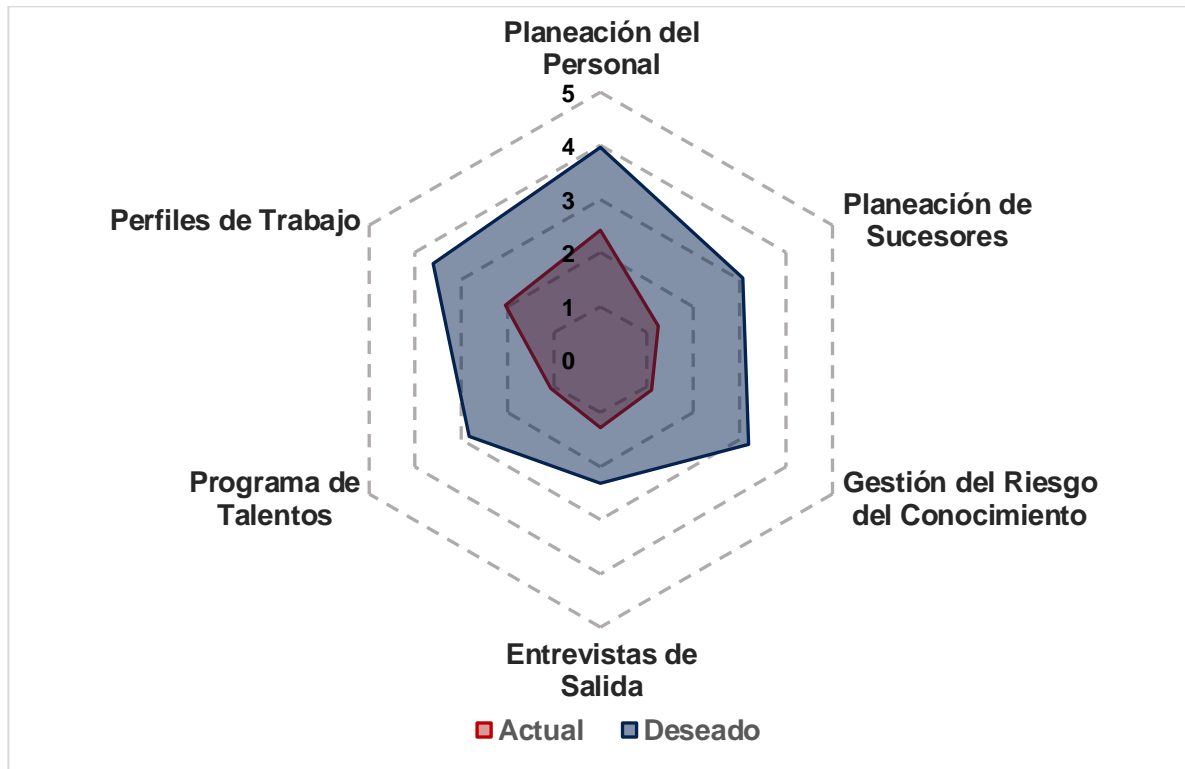 Planeación del
Personal
5
4
3
2
1
0
Perfiles de Trabajo
Planeación de
Sucesores
Programa de
Talentos
Gestión del Riesgo
del Conocimiento
Entrevistas de
Salida
Actual Deseado